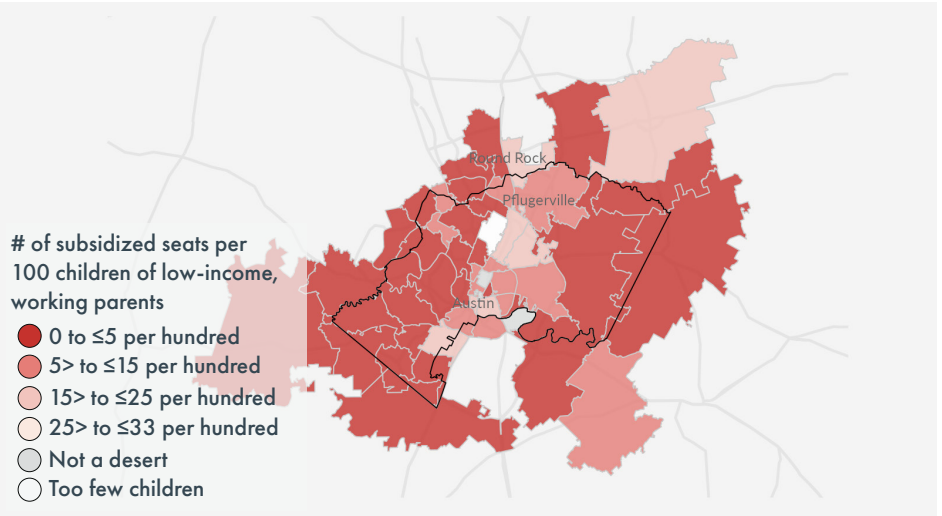 Round Rock
Pflugerville
# of subsidized seats per
100 children of low-income,
working parents
Austin
0 to ≤5 per hundred
5> to ≤15 per hundred
15> to ≤25 per hundred
25> to ≤33 per hundred
Not a desert
Too few children